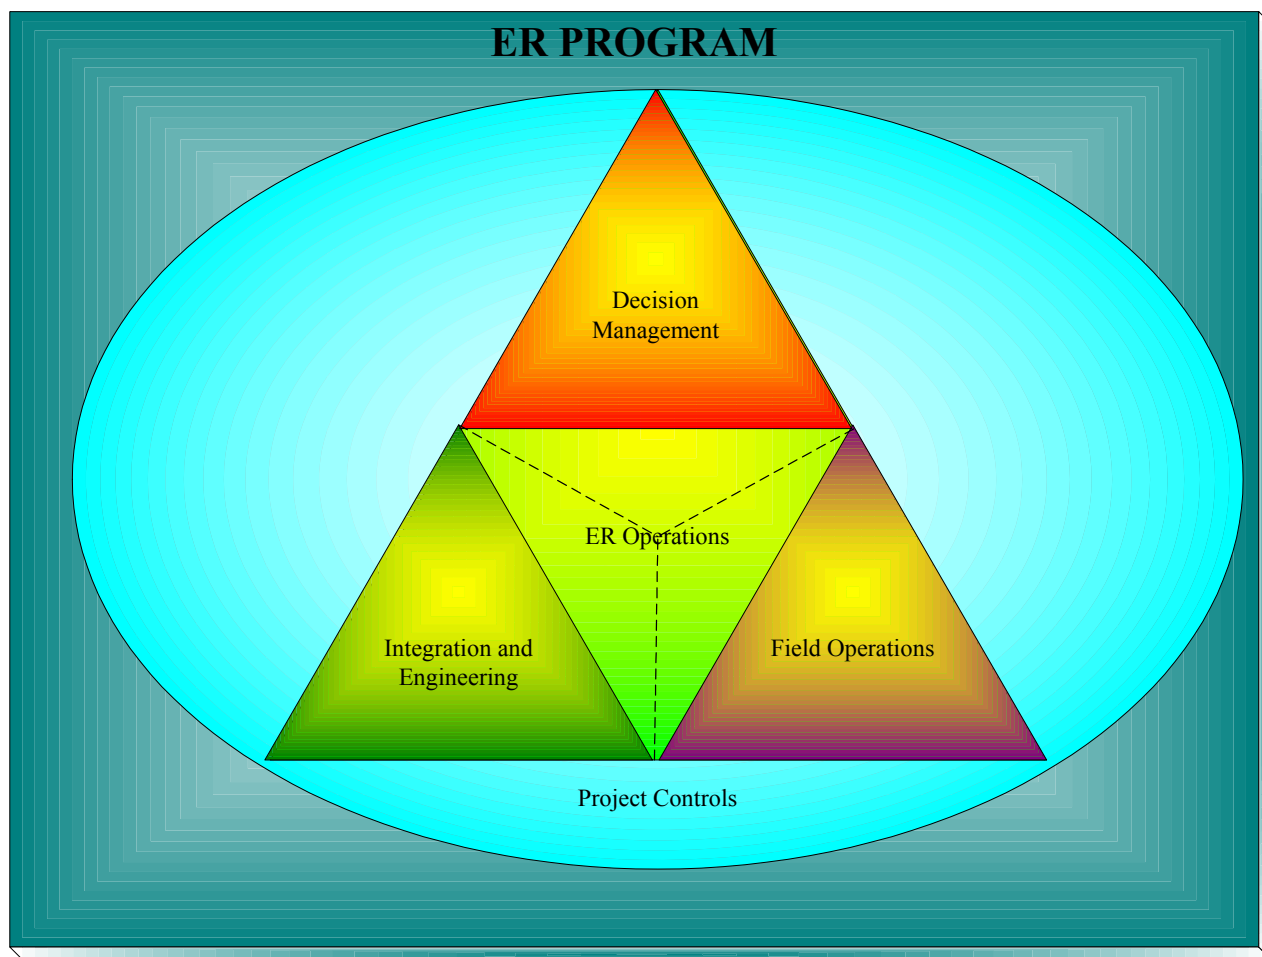 ER PROGRAM
Decision
Management
ER Operations
Integration and
Engineering
Field Operations
Project Controls